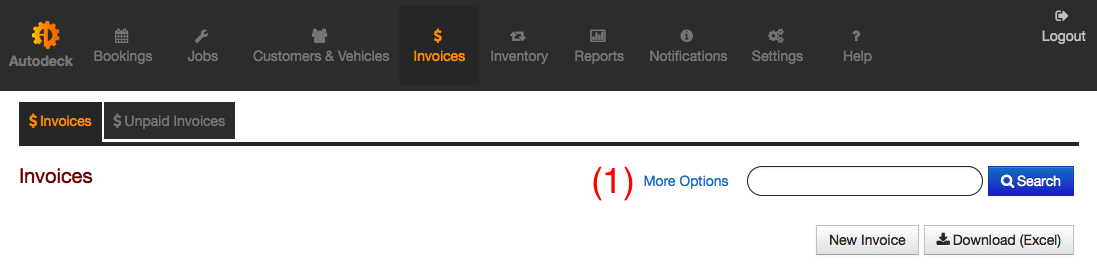 Autodeck
Bookings
Jobs
Customers & Vehicles
$
Invoices
Inventory
Reports
Notifications
Settings
?
Help
Logout
$ Invoices
$ Unpaid Invoices
Invoices
(1)
More Options
Search
New Invoice
Download (Excel)